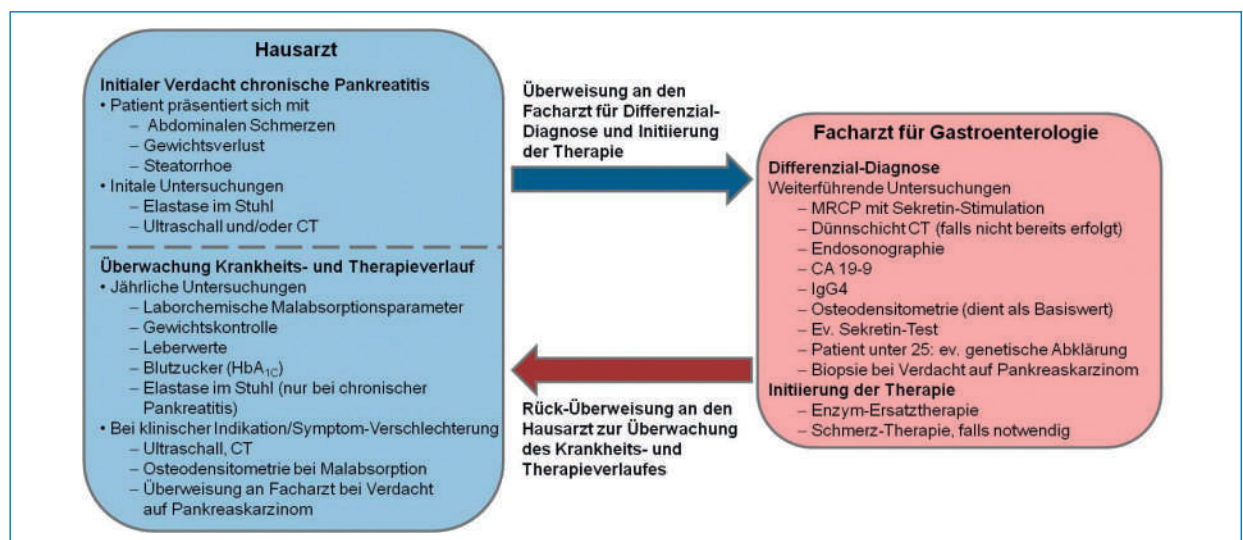 Hausarzt
Initialer Verdacht chronische Pankreatitis
• Patient präsentiert sich mit
– Abdominalen Schmerzen
– Gewichtsverlust
– Steatorrhoe
• Initale Untersuchungen
– Elastase im Stuhl
– Ultraschall und/oder CT
Überwachung Krankheits- und Therapieverlauf
• Jährliche Untersuchungen
– Laborchemische Malabsorptionsparameter
– Gewichtskontrolle
– Leberwerte
– Blutzucker (HbA1C)
– Elastase im Stuhl (nur bei chronischer
Pankreatitis)
• Bei klinischer Indikation/Symptom-Verschlechterung
– Ultraschall, CT
– Osteodensitometrie bei Malabsorption
– Überweisung an Facharzt bei Verdacht
auf Pankreaskarzinom
Überweisung an den
Facharzt für Differenzial-
Diagnose und Initiierung
der Therapie
Facharzt für Gastroenterologie
Differenzial-Diagnose
Weiterführende Untersuchungen
– MRCP mit Sekretin-Stimulation
– Dünnschicht CT (falls nicht bereits erfolgt)
– Endosonographie
– CA 19-9
– IgG4
– Osteodensitometrie (dient als Basiswert)
– Ev. Sekretin-Test
– Patient unter 25: ev. genetische Abklärung
– Biopsie bei Verdacht auf Pankreaskarzinom
Initiierung der Therapie
– Enzym-Ersatztherapie
– Schmerz-Therapie, falls notwendig
Rück-Überweisung an den
Hausarzt zur Überwachung
des Krankheits- und
Therapieverlaufes